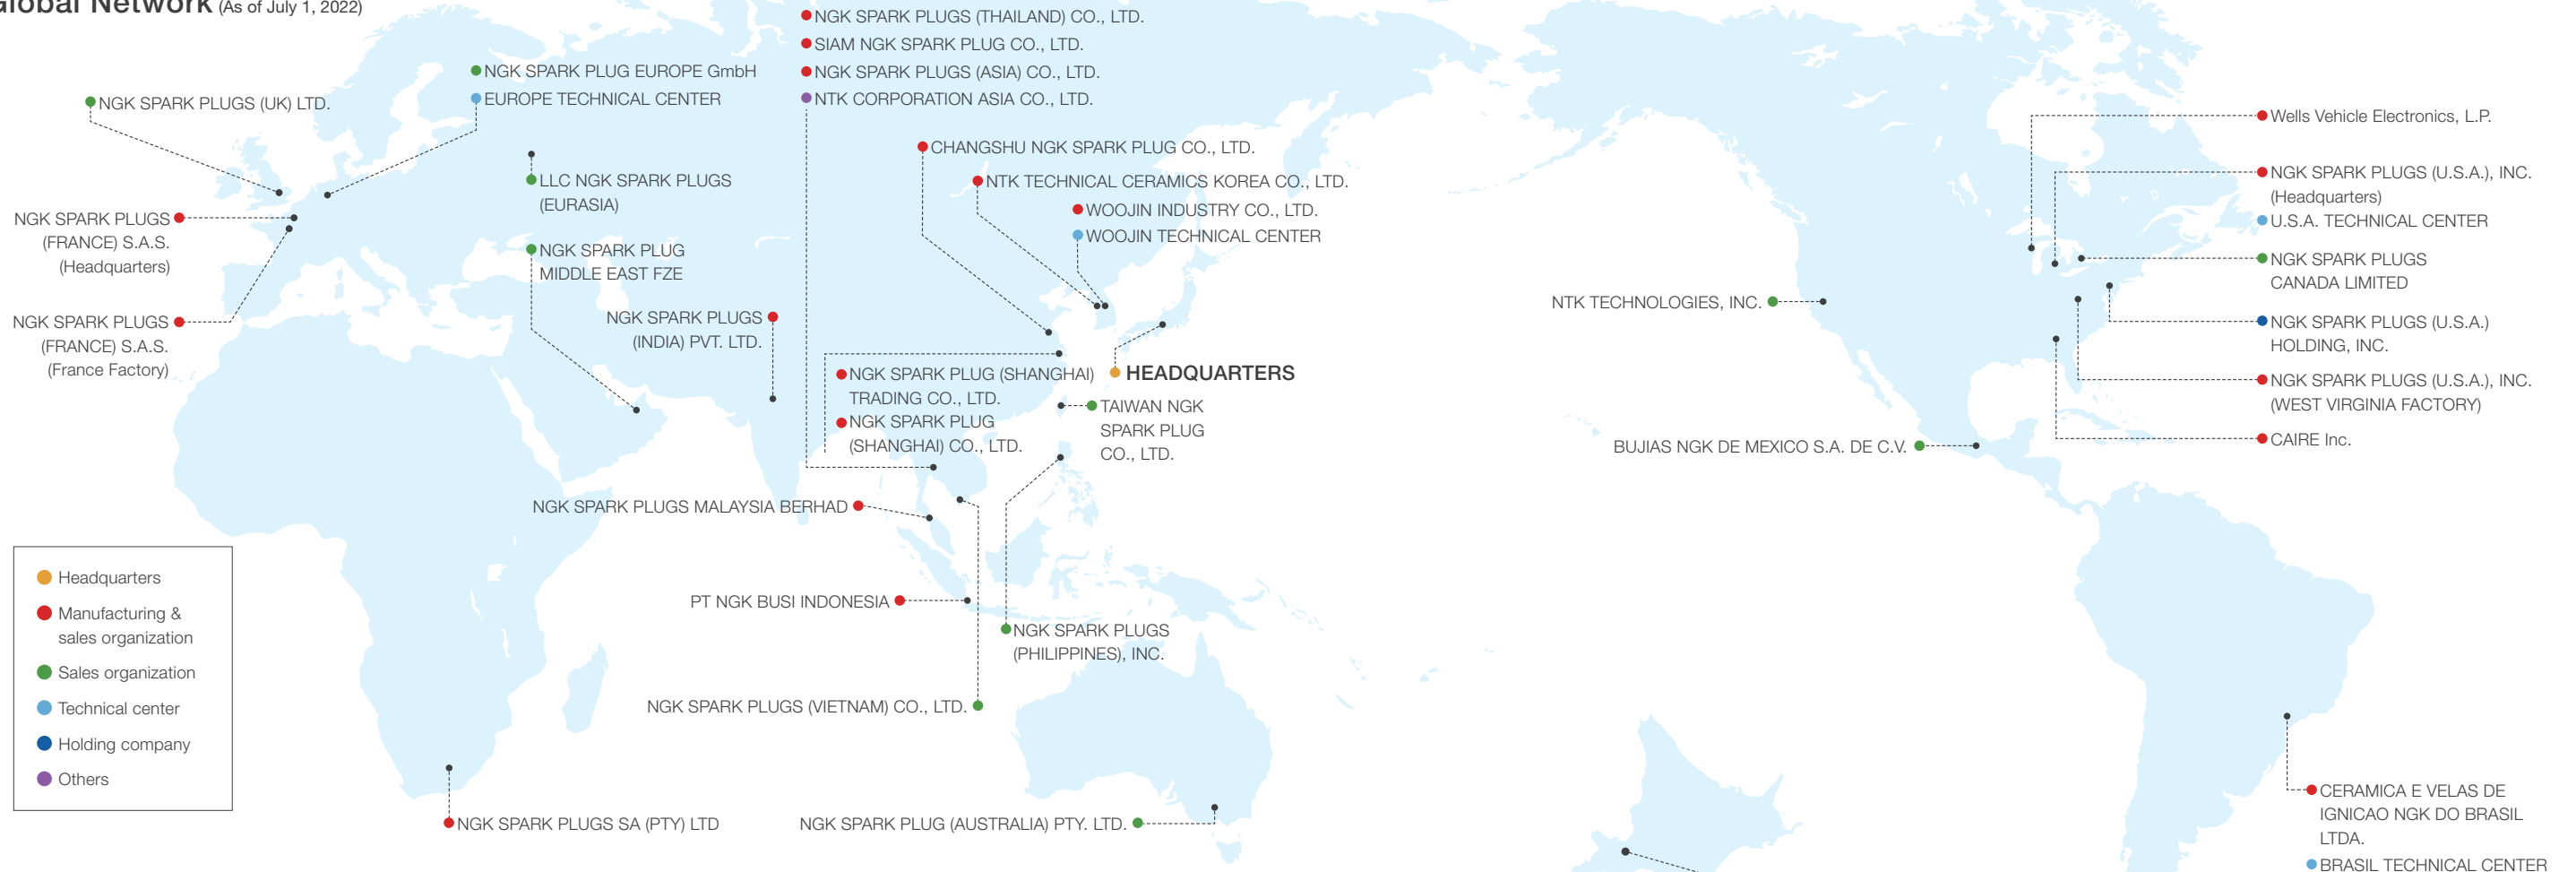 Global Network (As of July 1, 2022)
NGK SPARK PLUGS (UK) LTD.
NGK SPARK PLUG EUROPE GmbH
EUROPE TECHNICAL CENTER
LLC NGK SPARK PLUGS
(EURASIA)
NGK SPARK PLUGS
(FRANCE) S.A.S.
(Headquarters)
NGK SPARK PLUGS
(FRANCE) S.A.S.
(France Factory)
NGK SPARK PLUG
MIDDLE EAST FZE
NGK SPARK PLUGS
(INDIA) PVT. LTD.
NGK SPARK PLUGS (THAILAND) CO., LTD.
SIAM NGK SPARK PLUG CO., LTD.
NGK SPARK PLUGS (ASIA) CO., LTD.
NTK CORPORATION ASIA CO., LTD.
CHANGSHU NGK SPARK PLUG CO., LTD.
NTK TECHNICAL CERAMICS KOREA CO., LTD.
WOOJIN INDUSTRY CO., LTD.
WOOJIN TECHNICAL CENTER
NGK SPARK PLUG (SHANGHAI)
TRADING CO., LTD.
NGK SPARK PLUG
(SHANGHAI) CO., LTD.
HEADQUARTERS
TAIWAN NGK
SPARK PLUG
CO., LTD.
NGK SPARK PLUGS MALAYSIA BERHAD
PT NGK BUSI INDONESIA
NGK SPARK PLUGS
(PHILIPPINES), INC.
NGK SPARK PLUGS (VIETNAM) CO., LTD.
NGK SPARK PLUGS SA (PTY) LTD
NGK SPARK PLUG (AUSTRALIA) PTY. LTD.
NTK TECHNOLOGIES, INC.
BUJIAS NGK DE MEXICO S.A. DE C.V.
Wells Vehicle Electronics, L.P.
NGK SPARK PLUGS (U.S.A.), INC.
(Headquarters)
U.S.A. TECHNICAL CENTER
NGK SPARK PLUGS
CANADA LIMITED
NGK SPARK PLUGS (U.S.A.)
HOLDING, INC.
NGK SPARK PLUGS (U.S.A.), INC.
(WEST VIRGINIA FACTORY)
CAIRE Inc.
CERAMICA E VELAS DE
IGNICAO NGK DO BRASIL
LTDA.
BRASIL TECHNICAL CENTER
Headquarters
Manufacturing &
sales organization
Sales organization
Technical center
Holding company
Others